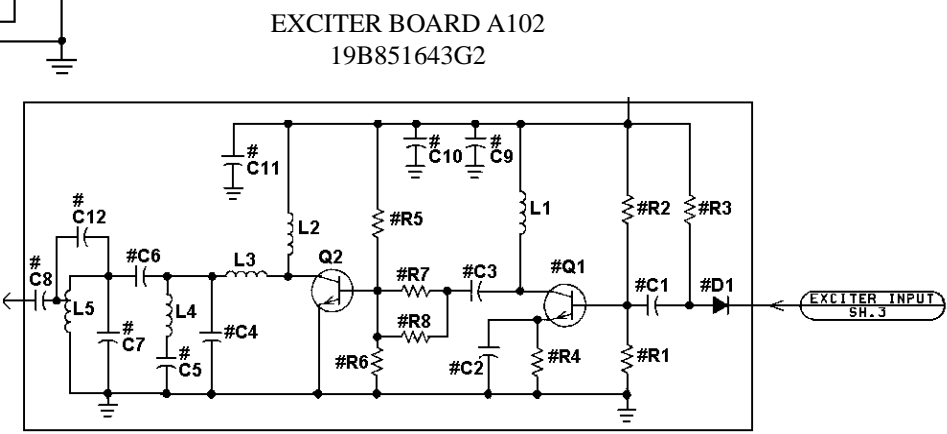 EXCITER BOARD A102
19B851643G2
#
C11
#
C10
#
C9
#
C12
L2
#R5
L1
#R2
#R3
#
C8
#C6
L3
Q2
#R7
#C3
#Q1
#C1
#D1
EXCITER INPUT
SH.3
L5
L4
#R8
#
C7
#C4
#
C5
#R6
#C2
#R4
#R1